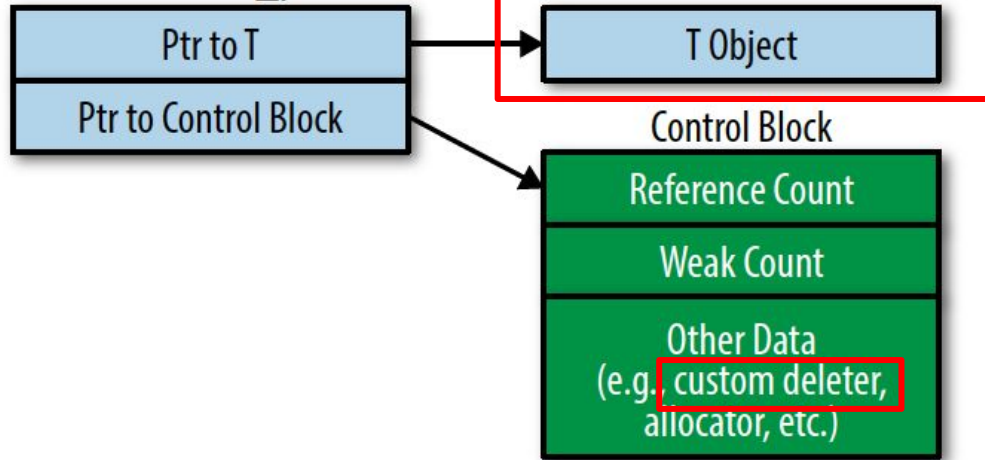 Ptr to T
T Object
Ptr to Control Block
Control Block
Reference Count
Weak Count
Other Data
(e.g., custom deleter,
allocator, etc.)